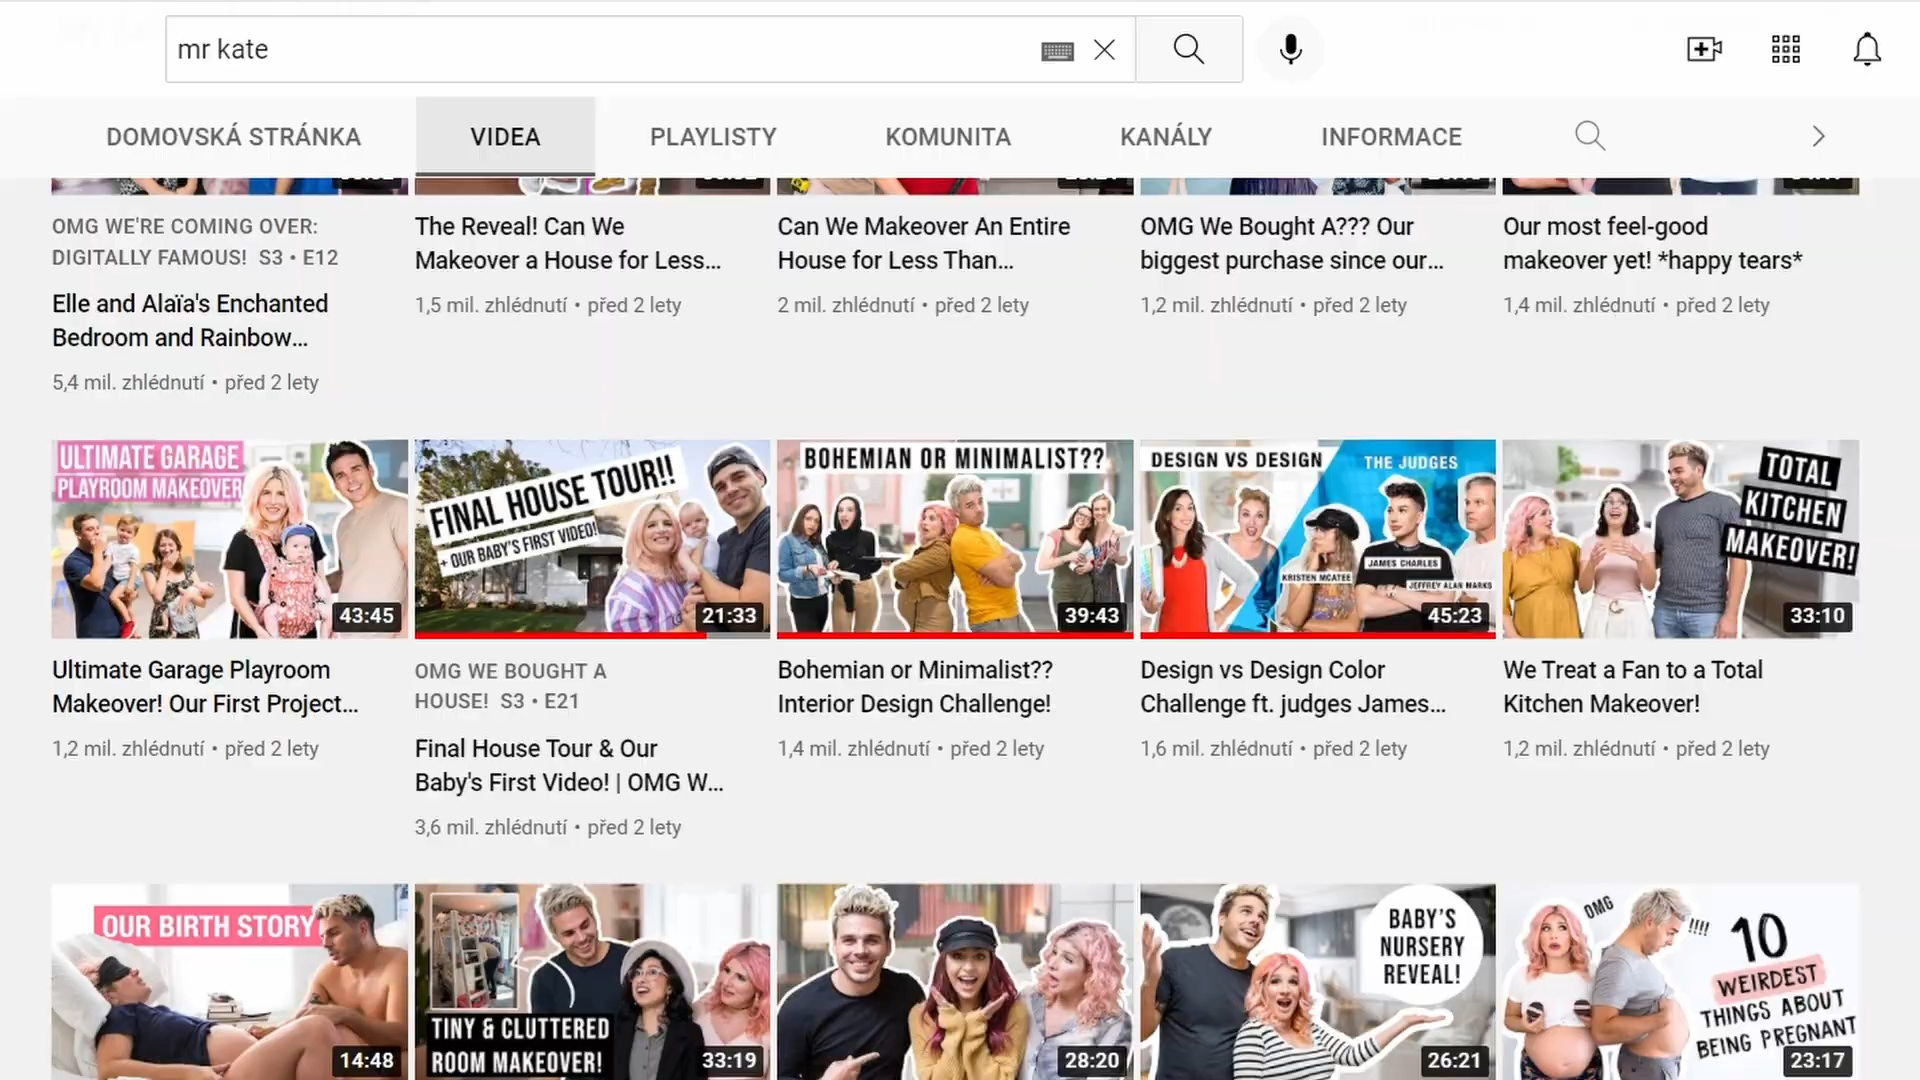 mr kate
DOMOVSKÁ STRÁNKA
VIDEA
PLAYLISTY
KOMUNITA
KANÁLY
INFORMACE
OMG WE'RE COMING OVER:
DIGITALLY FAMOUS! S3 • E12
Elle and Alaïa's Enchanted
Bedroom and Rainbow...
5,4 mil. zhlédnutí • před 2 lety
The Reveal! Can We
Makeover a House for Less...
1,5 mil. zhlédnutí • před 2 lety
Can We Makeover An Entire
House for Less Than...
2 mil. zhlédnutí • před 2 lety
OMG We Bought A??? Our
biggest purchase since our...
1,2 mil. zhlédnutí • před 2 lety
Our most feel-good
makeover yet! *happy tears*
1,4 mil. zhlédnutí • před 2 lety
ULTIMATE GARAGE
PLAYROOM MAKEOVER
43:45
Ultimate Garage Playroom
Makeover! Our First Project...
1,2 mil. zhlédnutí • před 2 lety
FINAL HOUSE TOUR!!
+ OUR BABY'S FIRST VIDEO!
21:33
OMG WE BOUGHT A
HOUSE! S3 • E21
Final House Tour & Our
Baby's First Video! | OMG W...
3,6 mil. zhlédnutí • před 2 lety
BOHEMIAN OR MINIMALIST??
39:43
Bohemian or Minimalist??
Interior Design Challenge!
1,4 mil. zhlédnutí • před 2 lety
DESIGN VS DESIGN
THE JUDGES
JAMES CHARLES
KRISTEN MCATEE
JEFFREY ALAN MARKS
45:23
Design vs Design Color
Challenge ft. judges James...
1,6 mil. zhlédnutí • před 2 lety
TOTAL
KITCHEN
MAKEOVER!
33:10
We Treat a Fan to a Total
Kitchen Makeover!
1,2 mil. zhlédnutí • před 2 lety
OUR BIRTH STORY
14:48
TINY & CLUTTERED
ROOM MAKEOVER!
33:19
28:20
BABY'S
NURSERY
REVEAL!
26:21
OMG
!!!!
10
WEIRDEST
THINGS ABOUT
BEING PREGNANT
23:17